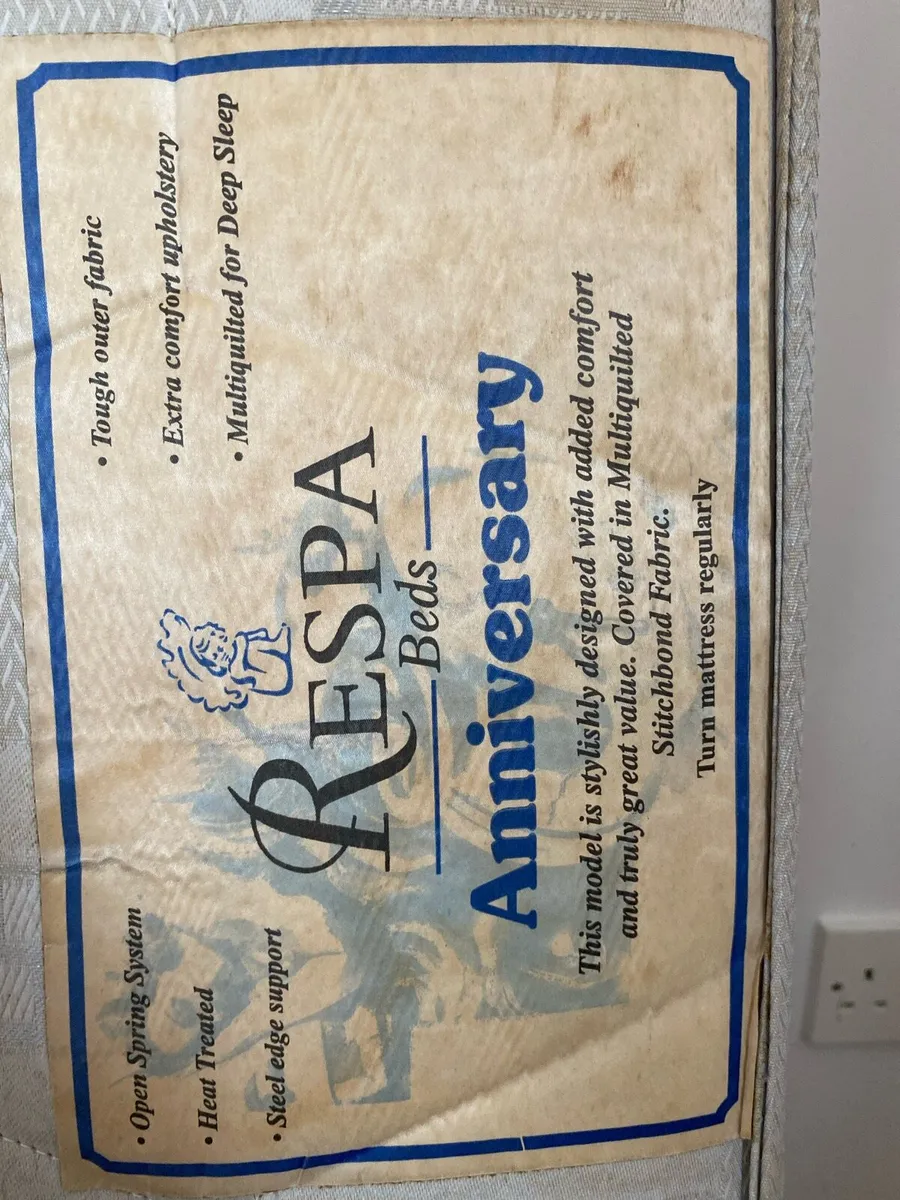 • Open Spring System
• Heat Treated
• Steel edge support
• Tough outer fabric
• Extra comfort upholstery
• Multiquilted for Deep Sleep
RESPA
Beds
Anniversary
This model is stylishly designed with added comfort
and truly great value. Covered in Multiquilted
Stitchbond Fabric.
Turn mattress regularly